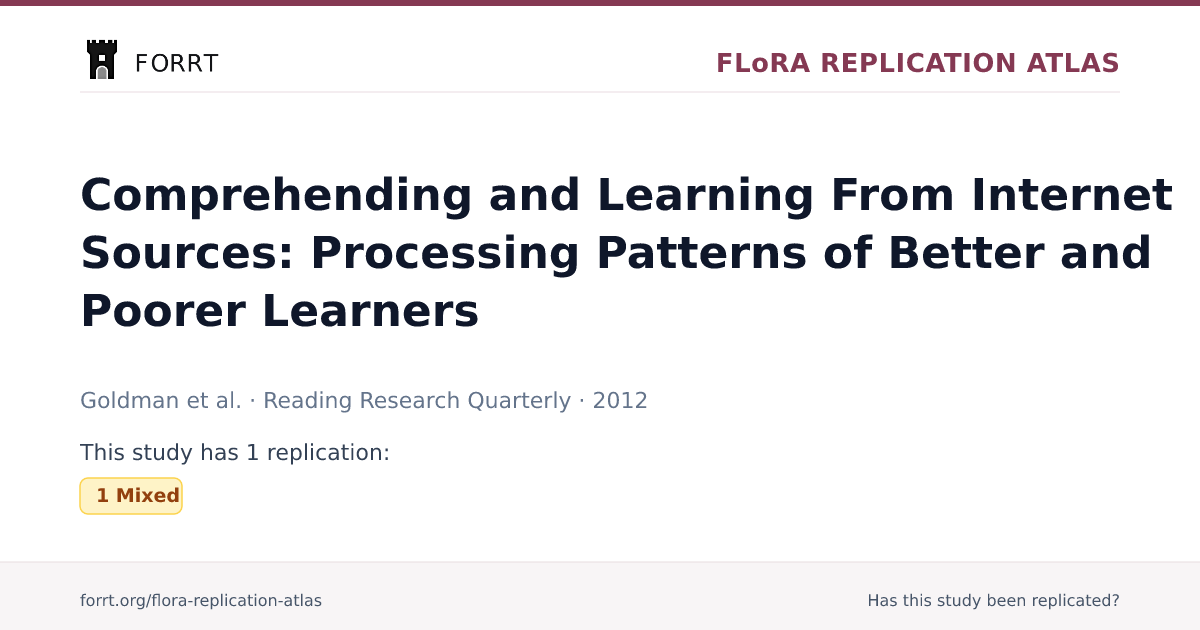 FORRT
FLoRA REPLICATION ATLAS
Comprehending and Learning From Internet
Sources: Processing Patterns of Better and
Poorer Learners
Goldman et al. · Reading Research Quarterly · 2012
This study has 1 replication:
1 Mixed
forrt.org/flora-replication-atlas
Has this study been replicated?